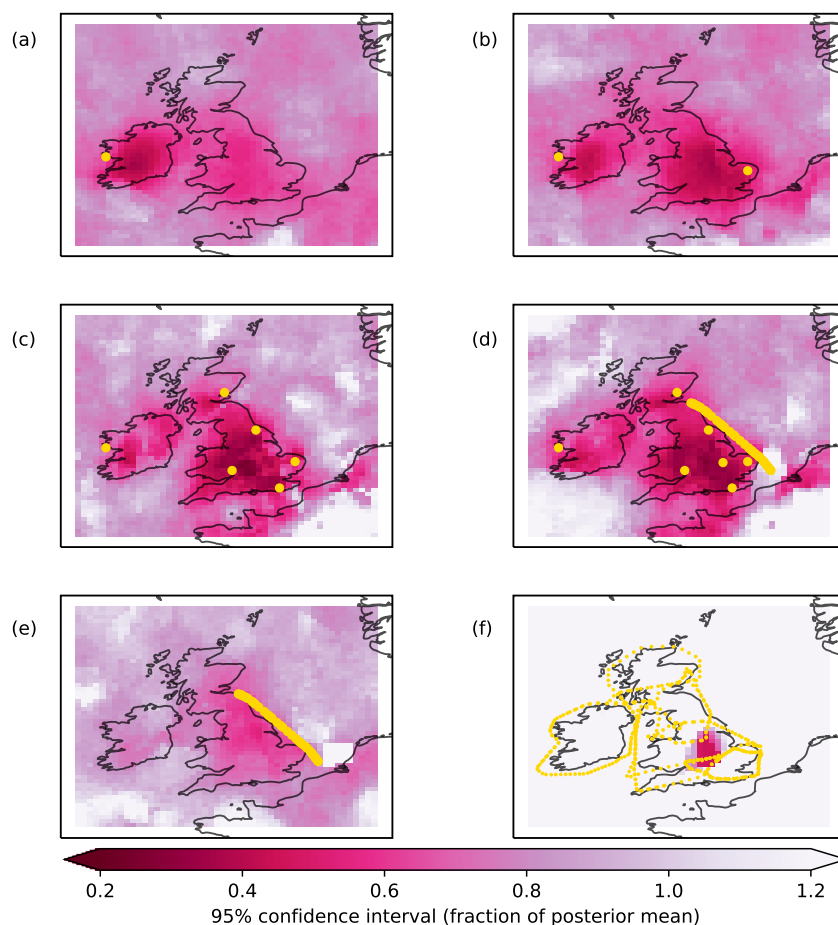 (a)
(b)
(c)
(d)
(e)
(f)
0.2 0.4 0.6 0.8 1.0 1.2
95% confidence interval (fraction of posterior mean)